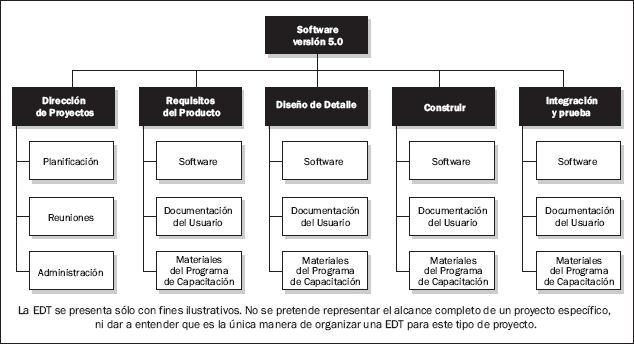 Software
versión 5.0
Dirección
de Proyectos
Requisitos
del Producto
Diseño de Detalle
Construir
Integración
y prueba
Planificación
Software
Software
Software
Software
Reuniones
Documentación
del Usuario
Documentación
del Usuario
Documentación
del Usuario
Documentación
del Usuario
Administración
Materiales
del Programa
de Capacitación
Materiales
del Programa
de Capacitación
Materiales
del Programa
de Capacitación
Materiales
del Programa
de Capacitación
La EDT se presenta sólo con fines ilustrativos. No se pretende representar el alcance completo de un proyecto específico,
ni dar a entender que es la única manera de organizar una EDT para este tipo de proyecto.